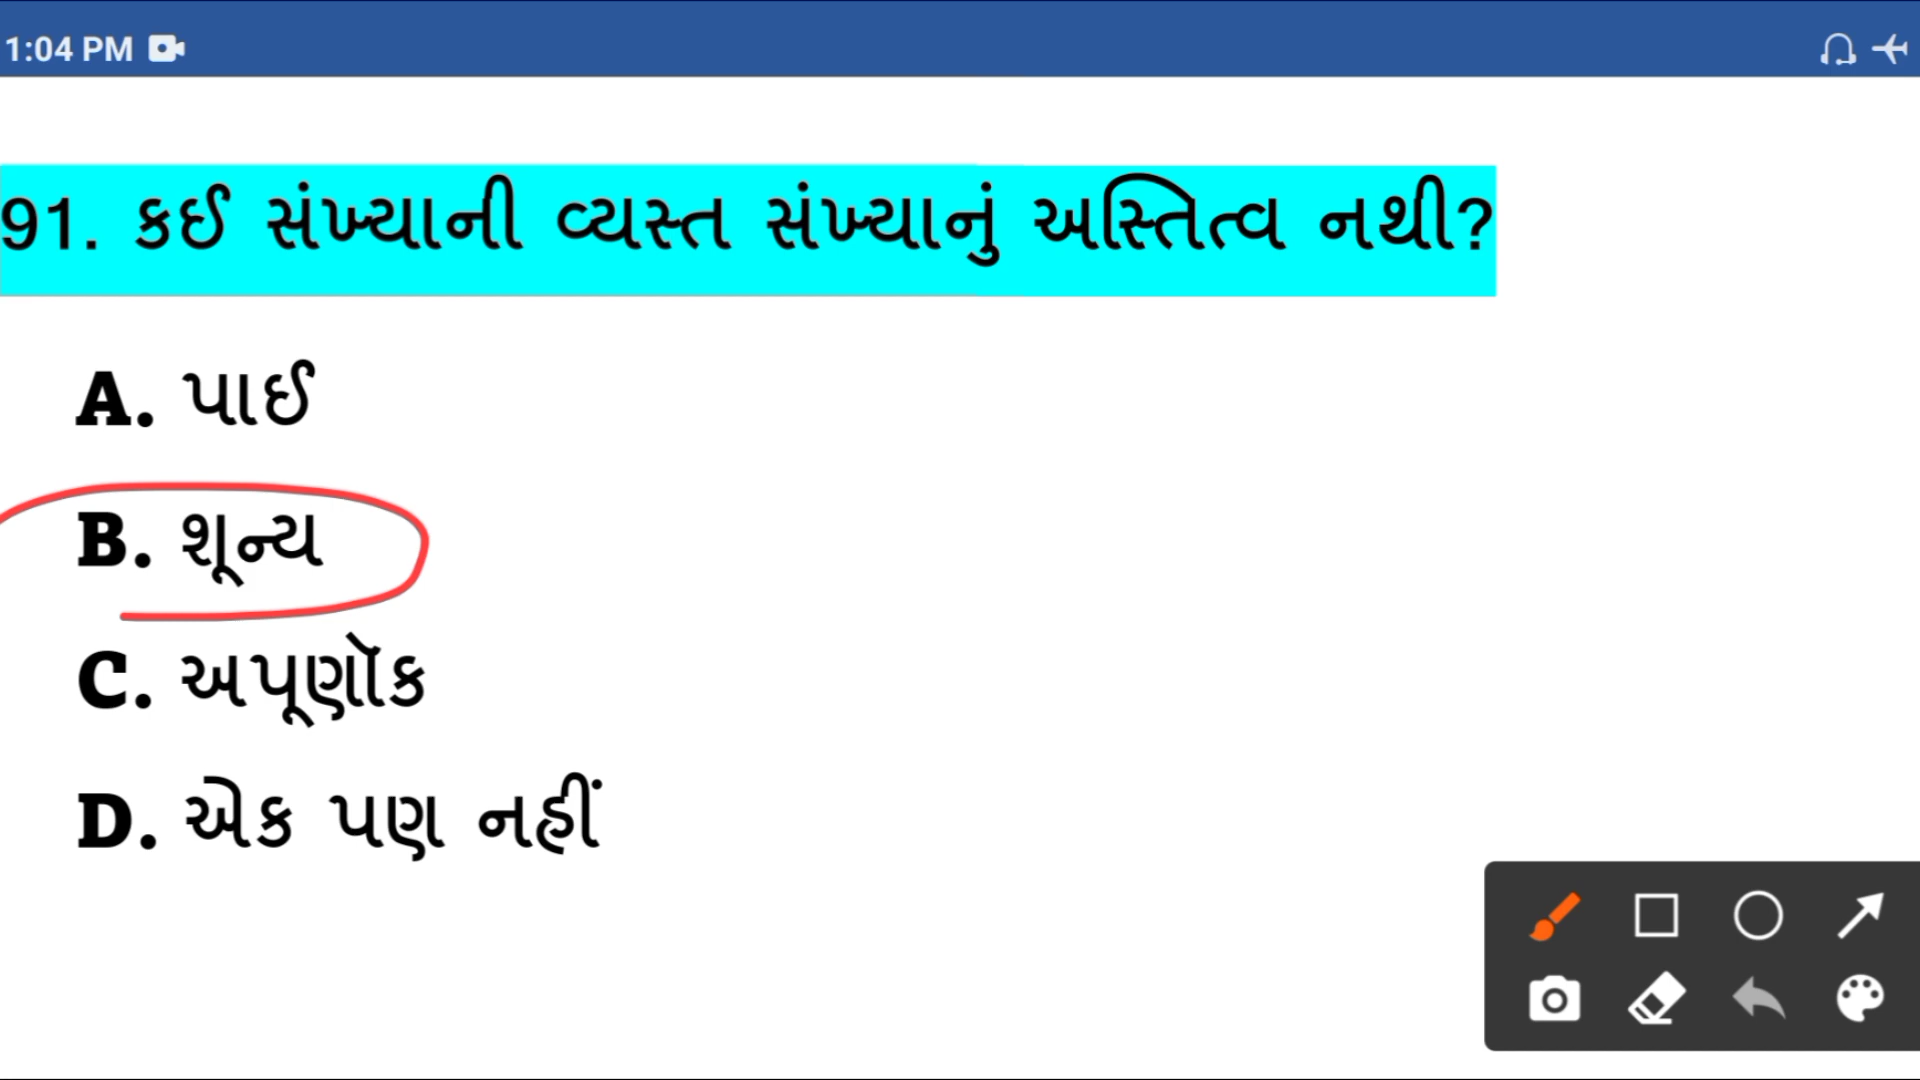 1:04 PM
91. કઈ સંખ્યાની વ્યસ્ત સંખ્યાનું અસ્તિત્વ નથી?
A. પાઈ
B. શૂન્ય
C. અપૂણૉક
D. એક પણ નહીં